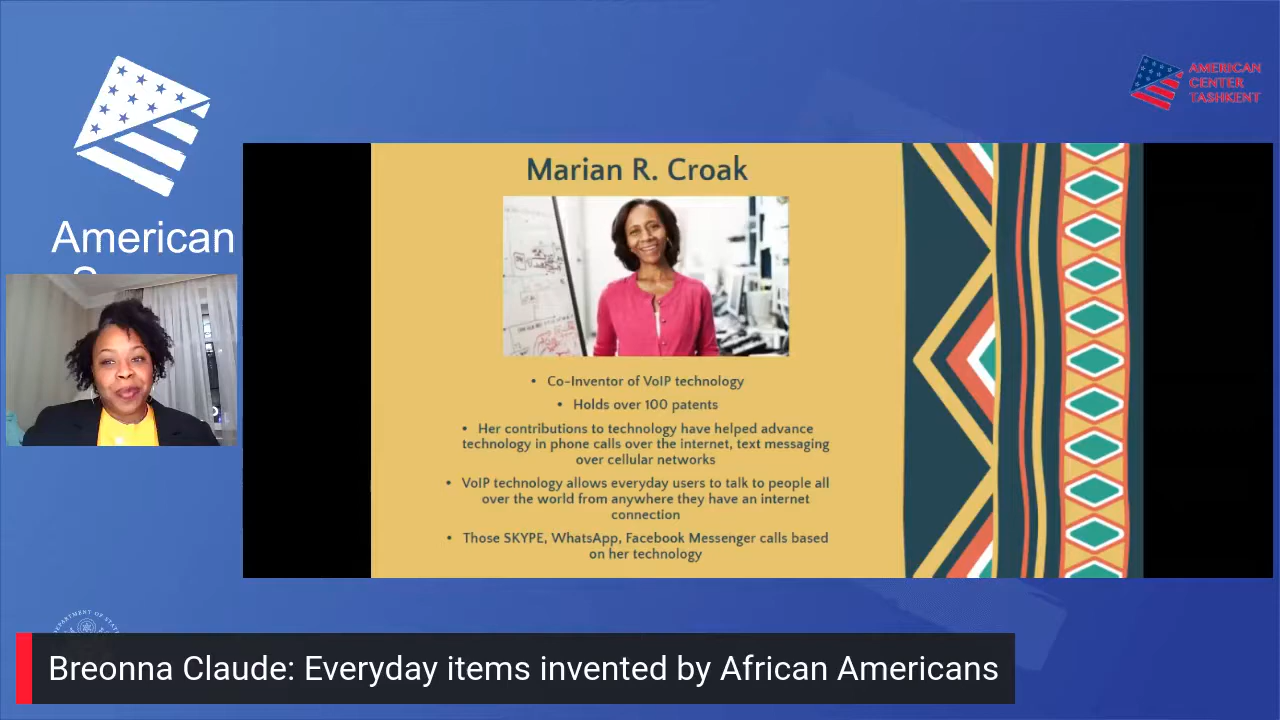 AMERICAN
CENTER
TASHKENT
American
Marian R. Croak
• Co-Inventor of VoIP technology
• Holds over 100 patents
• Her contributions to technology have helped advance
technology in phone calls over the internet, text messaging
over cellular networks
• VoIP technology allows everyday users to talk to people all
over the world from anywhere they have an internet
connection
• Those SKYPE, WhatsApp, Facebook Messenger calls based
on her technology
DEPARTMENT OF STATE
Breonna Claude: Everyday items invented by African Americans